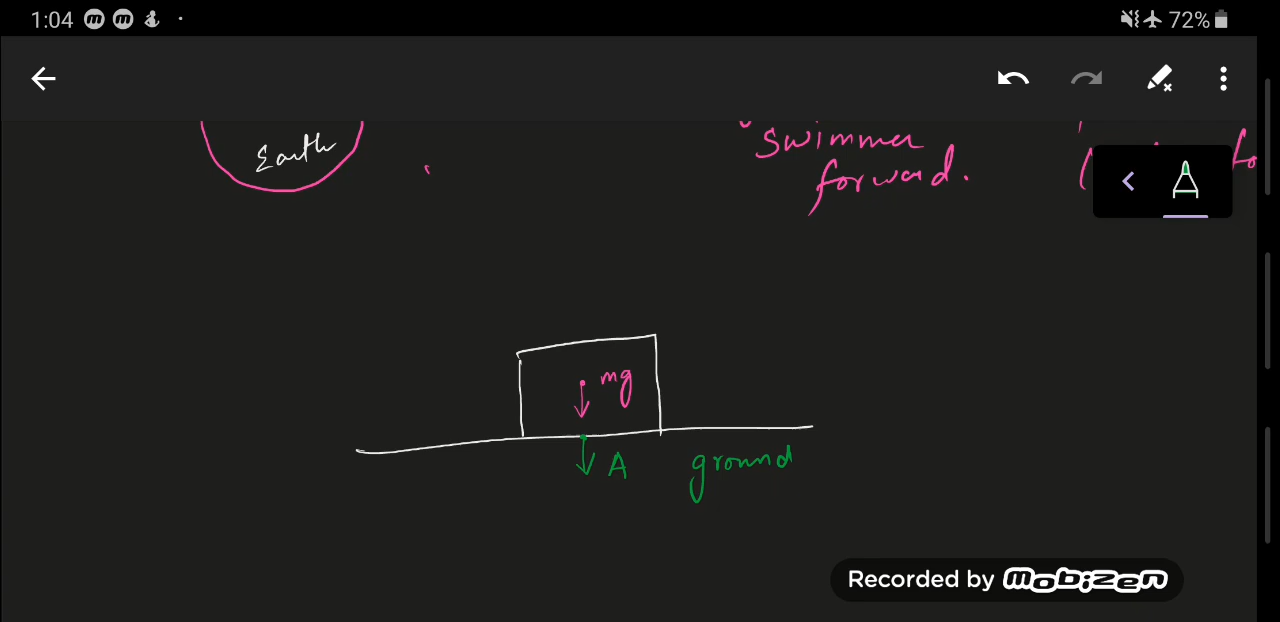 1:04
72%
Earth
swimmer
forward.
mg
A
ground
Recorded by mobizen